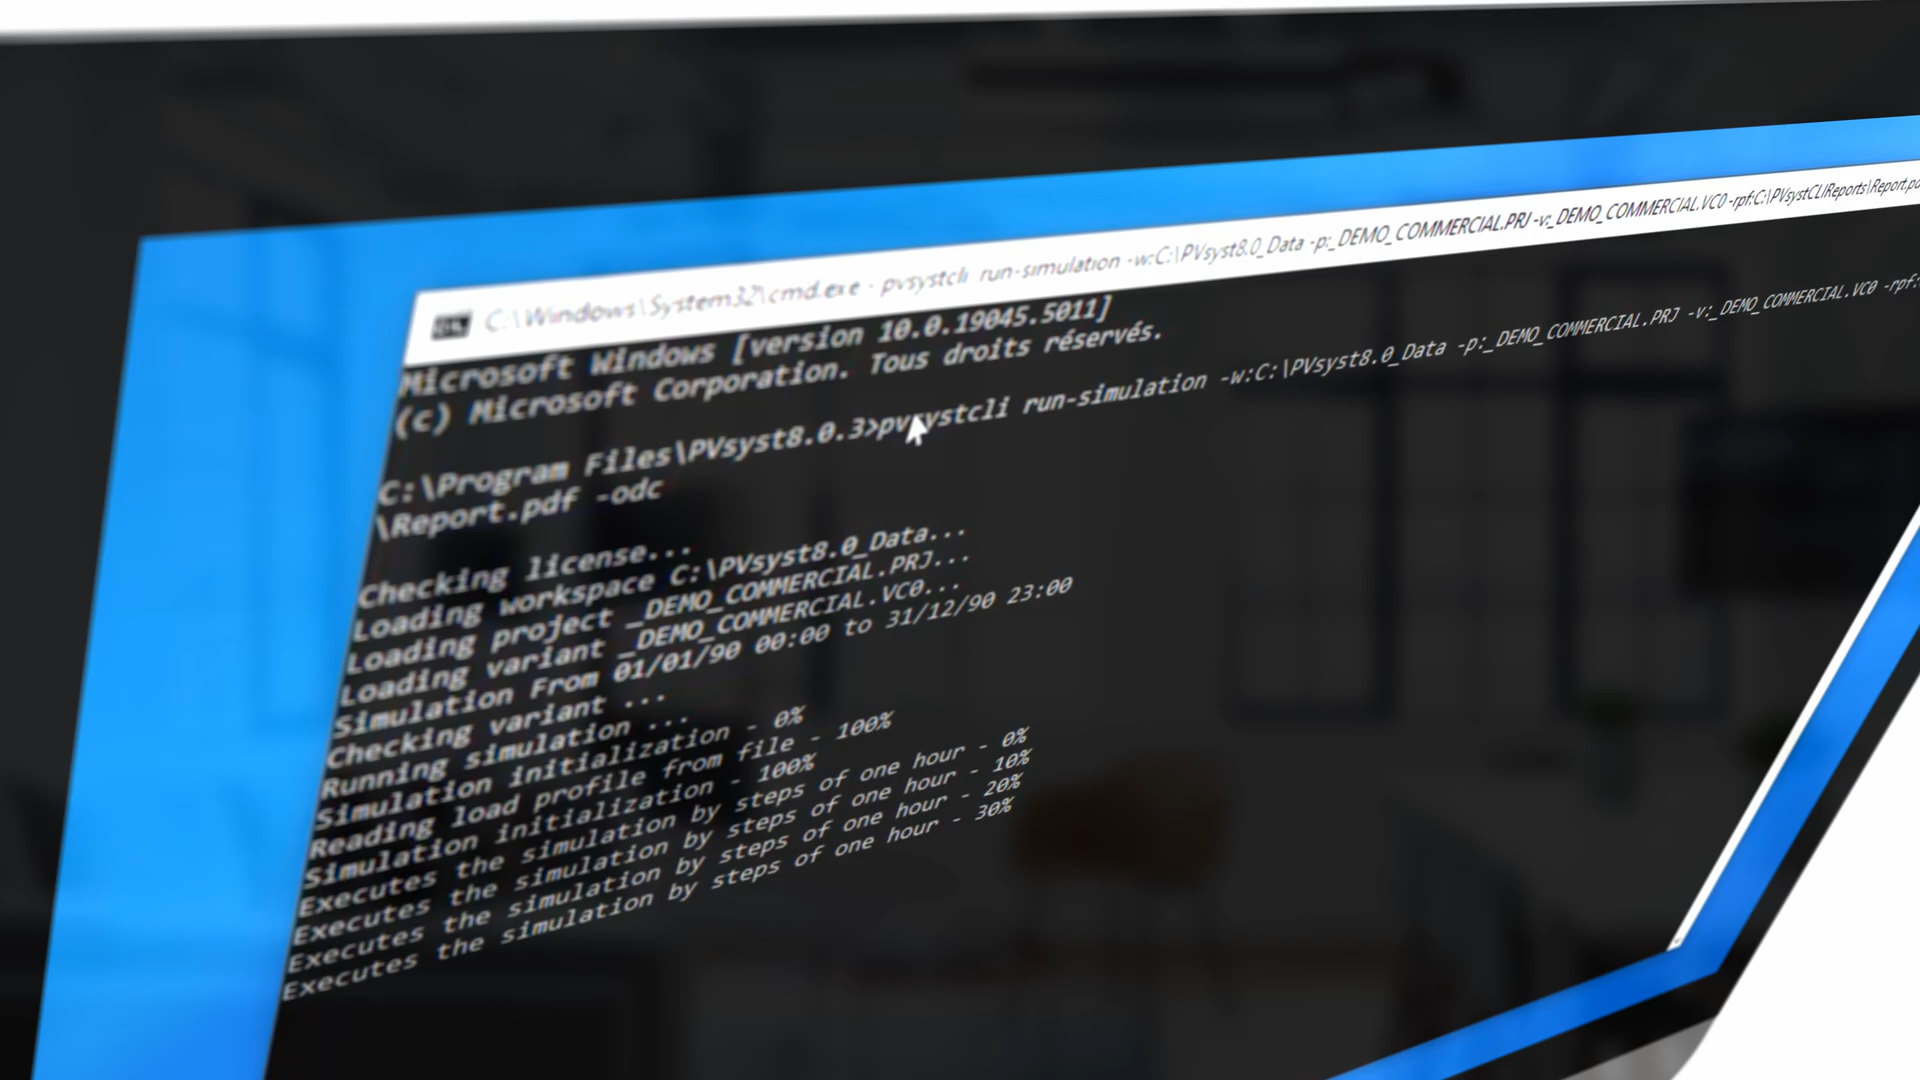 C:\Windows\System32\cmd.exe - pvsystcli run-simulation -w:C:\PVsyst8.0_Data -p:_DEMO_COMMERCIAL.PRJ -v:_DEMO_COMMERCIAL.VC0 -rpf:C:\PVsystCLIReports\Report.pd
Microsoft Windows [version 10.0.19045.5011]
(c) Microsoft Corporation. Tous droits réservés.
C:\Program Files\PVsyst8.0.3>pvsystcli run-simulation -w:C:\PVsyst8.0_Data -p:_DEMO_COMMERCIAL.PRJ -v:_DEMO_COMMERCIAL.VC0 -rpf:
\Report.pdf -odc
Checking license...
Loading workspace C:\PVsyst8.0_Data...
Loading project _DEMO_COMMERCIAL.PRJ...
Loading variant _DEMO_COMMERCIAL.VC0...
Simulation From 01/01/90 00:00 to 31/12/90 23:00
Checking variant ...
Running simulation ...
Simulation initialization - 0%
Reading load profile from file - 100%
Simulation initialization - 100%
Executes the simulation by steps of one hour - 0%
Executes the simulation by steps of one hour - 10%
Executes the simulation by steps of one hour - 20%
Executes the simulation by steps of one hour - 30%